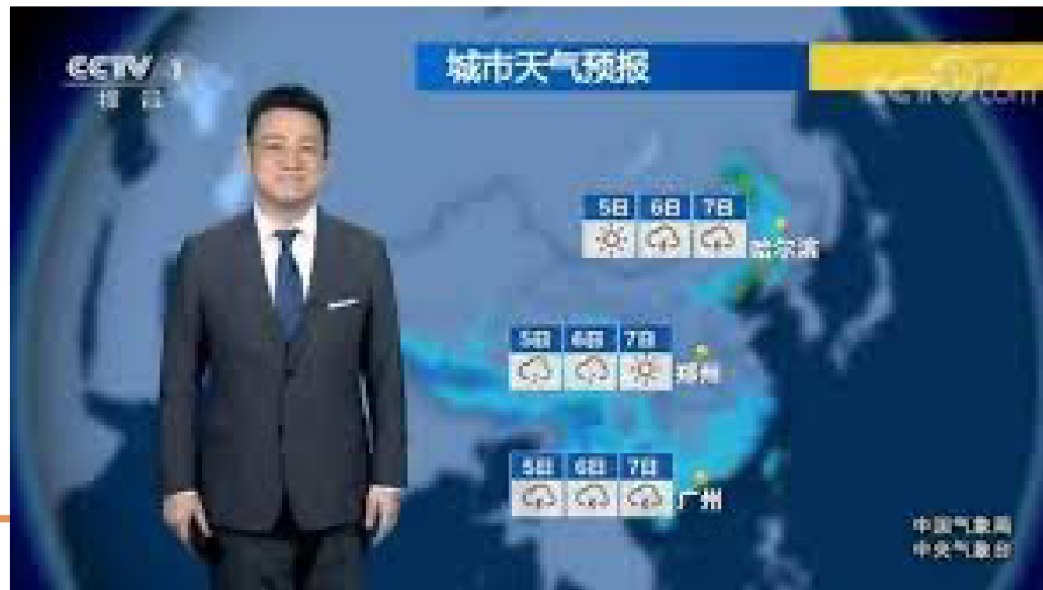 CCTV 1
综合
城市天气预报
5日 6日 7日
哈尔滨
5日 6日 7日
郑州
5日 6日 7日
广州
中国气象局
中央气象台